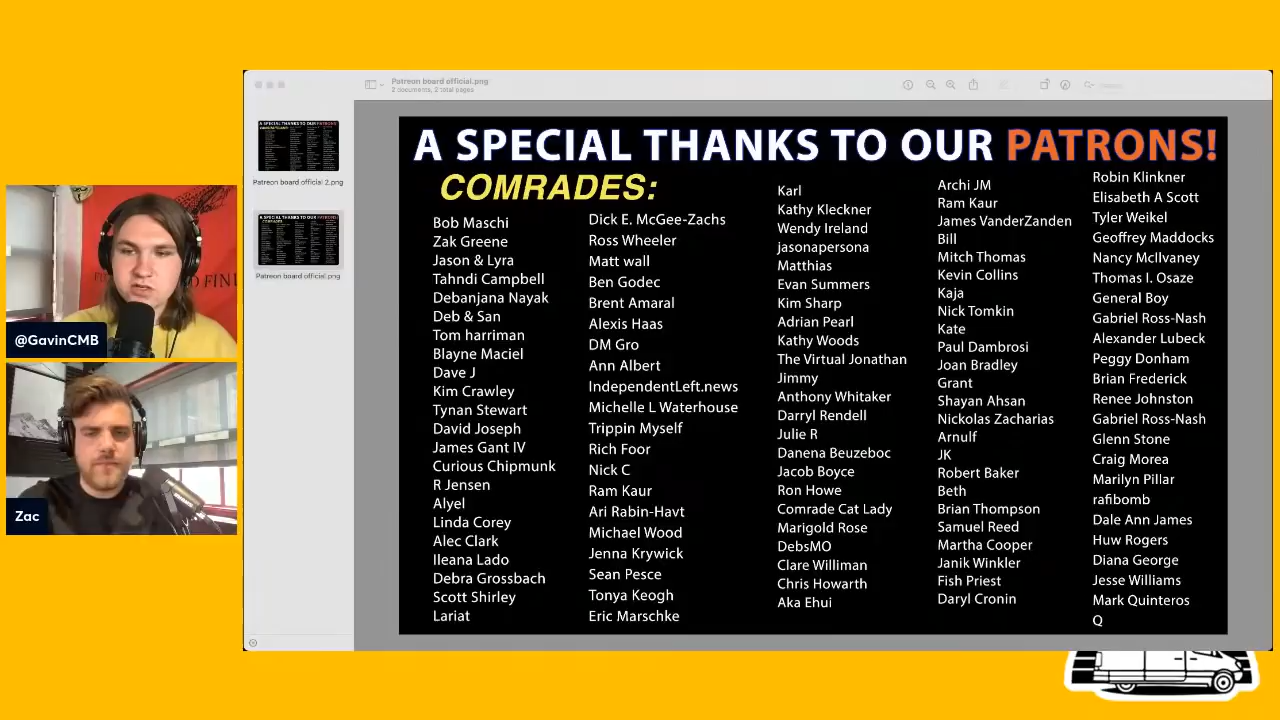 Patreon board official.png
2 documents, 2 total pages
Patreon board official 2.png
Patreon board official.png
A SPECIAL THANKS TO OUR PATRONS!
COMRADES:
Bob Maschi
Zak Greene
Jason & Lyra
Tahndi Campbell
Debanjana Nayak
Deb & San
Tom harriman
Blayne Maciel
Dave J
Kim Crawley
Tynan Stewart
David Joseph
James Gant IV
Curious Chipmunk
R Jensen
Alyel
Linda Corey
Alec Clark
Ileana Lado
Debra Grossbach
Scott Shirley
Lariat
Dick E. McGee-Zachs
Ross Wheeler
Matt wall
Ben Godec
Brent Amaral
Alexis Haas
DM Gro
Ann Albert
IndependentLeft.news
Michelle L Waterhouse
Trippin Myself
Rich Foor
Nick C
Ram Kaur
Ari Rabin-Havt
Michael Wood
Jenna Krywick
Sean Pesce
Tonya Keogh
Eric Marschke
Karl
Kathy Kleckner
Wendy Ireland
jasonapersona
Matthias
Evan Summers
Kim Sharp
Adrian Pearl
Kathy Woods
The Virtual Jonathan
Jimmy
Anthony Whitaker
Darryl Rendell
Julie R
Danena Beuzeboc
Jacob Boyce
Ron Howe
Comrade Cat Lady
Marigold Rose
DebsMO
Clare Williman
Chris Howarth
Aka Ehui
Archi JM
Ram Kaur
James VanderZanden
Bill
Mitch Thomas
Kevin Collins
Kaja
Nick Tomkin
Kate
Paul Dambrosi
Joan Bradley
Grant
Shayan Ahsan
Nickolas Zacharias
Arnulf
JK
Robert Baker
Beth
Brian Thompson
Samuel Reed
Martha Cooper
Janik Winkler
Fish Priest
Daryl Cronin
Robin Klinkner
Elisabeth A Scott
Tyler Weikel
Geoffrey Maddocks
Nancy McIlvaney
Thomas I. Osaze
General Boy
Gabriel Ross-Nash
Alexander Lubeck
Peggy Donham
Brian Frederick
Renee Johnston
Gabriel Ross-Nash
Glenn Stone
Craig Morea
Marilyn Pillar
rafibomb
Dale Ann James
Huw Rogers
Diana George
Jesse Williams
Mark Quinteros
Q
@GavinCMB
Zac